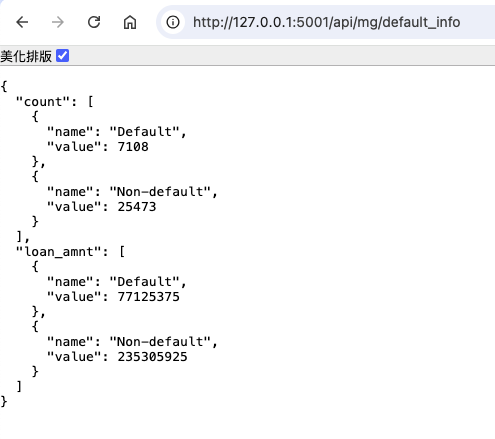 http://127.0.0.1:5001/api/mg/default_info
美化排版
{
  "count": [
    {
      "name": "Default",
      "value": 7108
    },
    {
      "name": "Non-default",
      "value": 25473
    }
  ],
  "loan_amnt": [
    {
      "name": "Default",
      "value": 77125375
    },
    {
      "name": "Non-default",
      "value": 235305925
    }
  ]
}